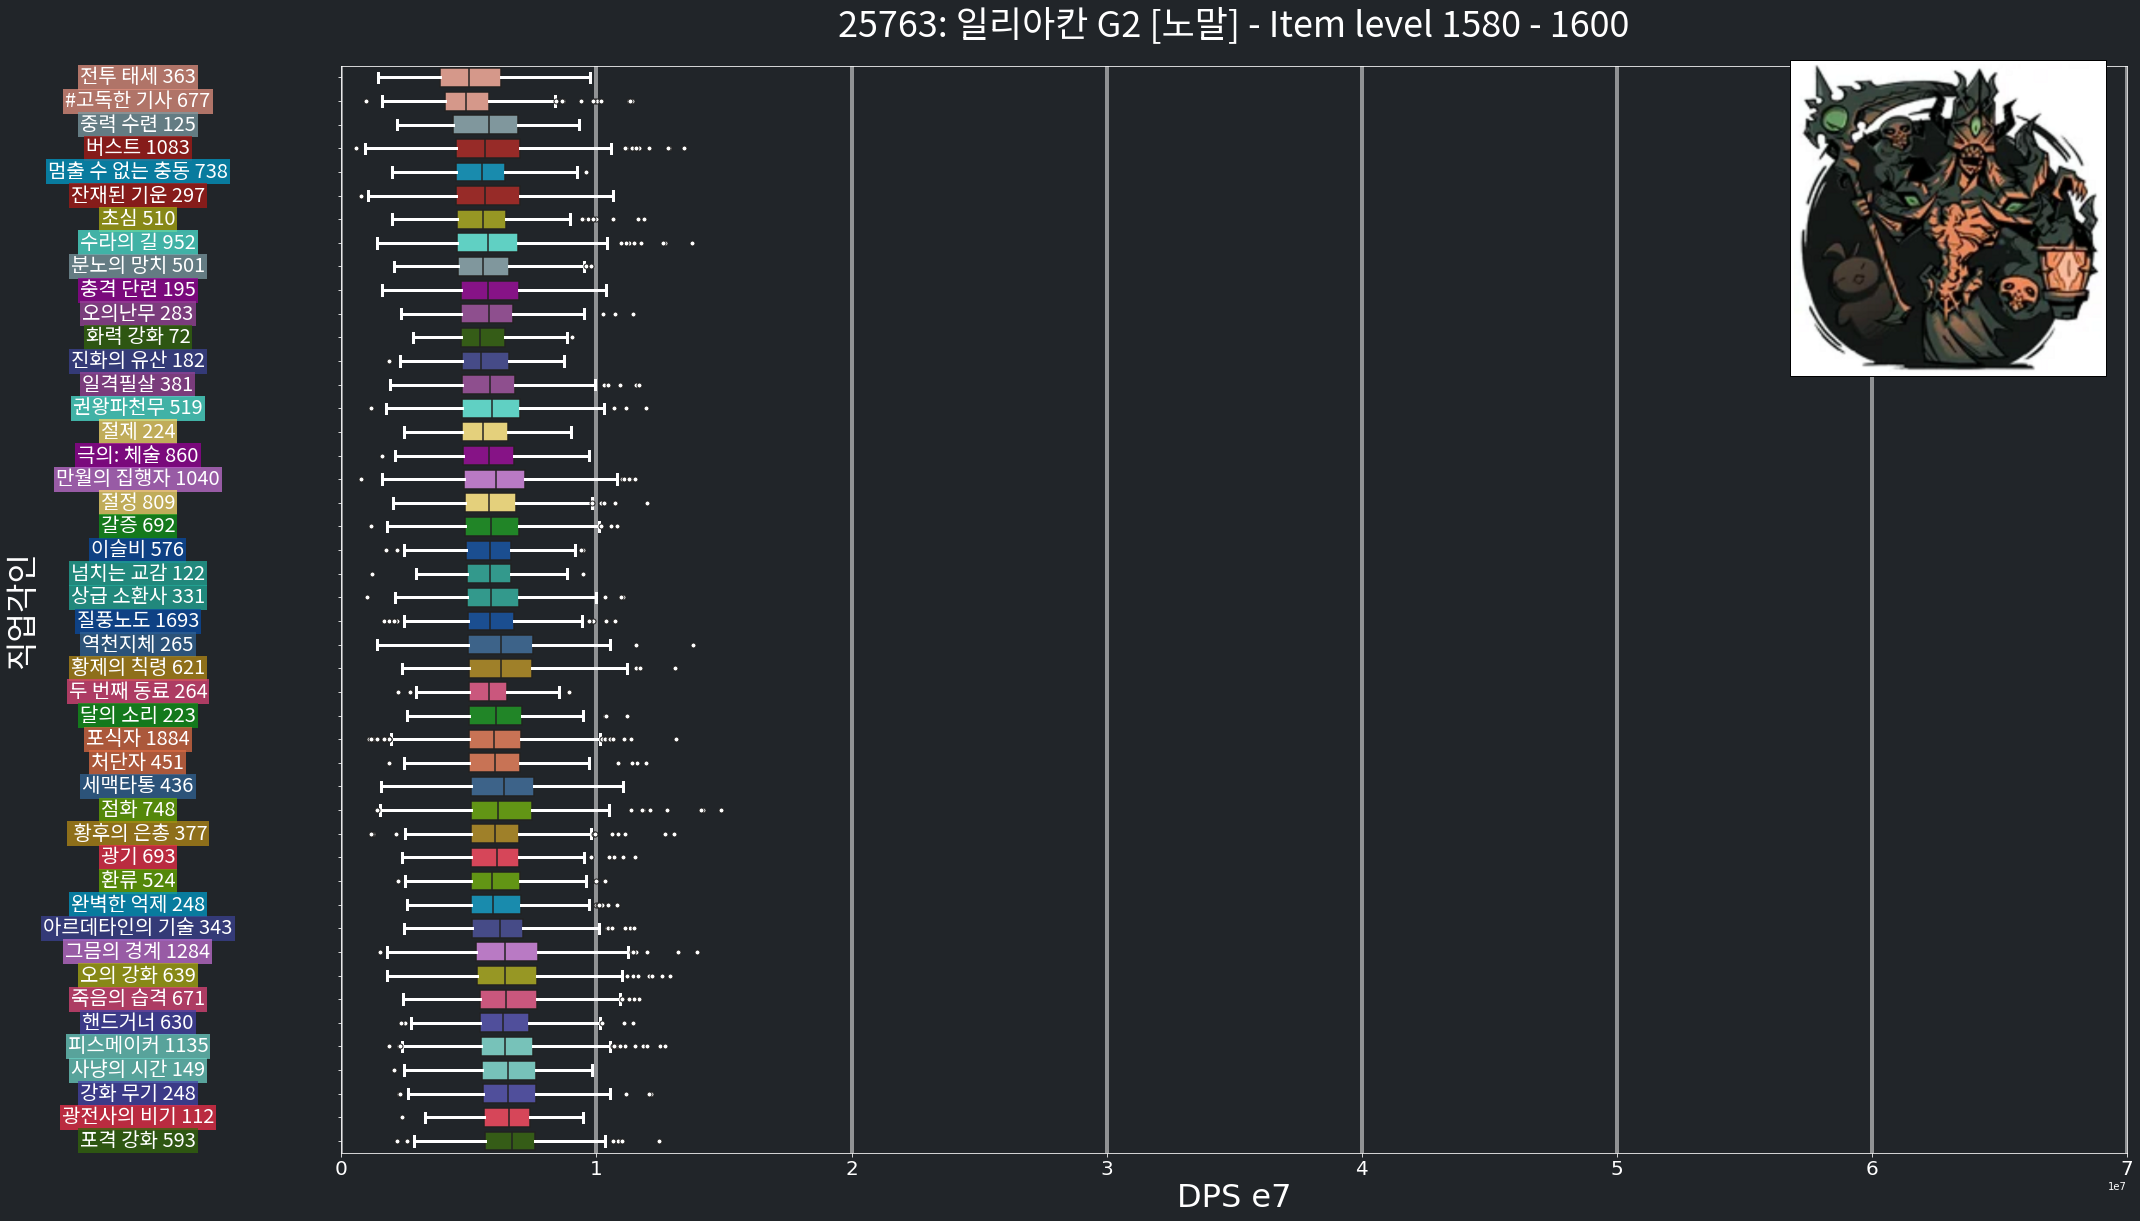 25763: 일리아칸 G2 [노말] - Item level 1580 - 1600
전투 태세 363
#고독한 기사 677
중력 수련 125
버스트 1083
멈출 수 없는 충동 738
잔재된 기운 297
초심 510
수라의 길 952
분노의 망치 501
충격 단련 195
오의난무 283
화력 강화 72
진화의 유산 182
일격필살 381
권왕파천무 519
절제 224
극의: 체술 860
만월의 집행자 1040
절정 809
갈증 692
이슬비 576
넘치는 교감 122
상급 소환사 331
질풍노도 1693
역천지체 265
황제의 칙령 621
두 번째 동료 264
달의 소리 223
포식자 1884
처단자 451
세맥타통 436
점화 748
황후의 은총 377
광기 693
환류 524
완벽한 억제 248
아르데타인의 기술 343
그믐의 경계 1284
오의 강화 639
죽음의 습격 671
핸드거너 630
피스메이커 1135
사냥의 시간 149
강화 무기 248
광전사의 비기 112
포격 강화 593
직업각인
0 1 2 3 4 5 6 7
DPS e7
1e7